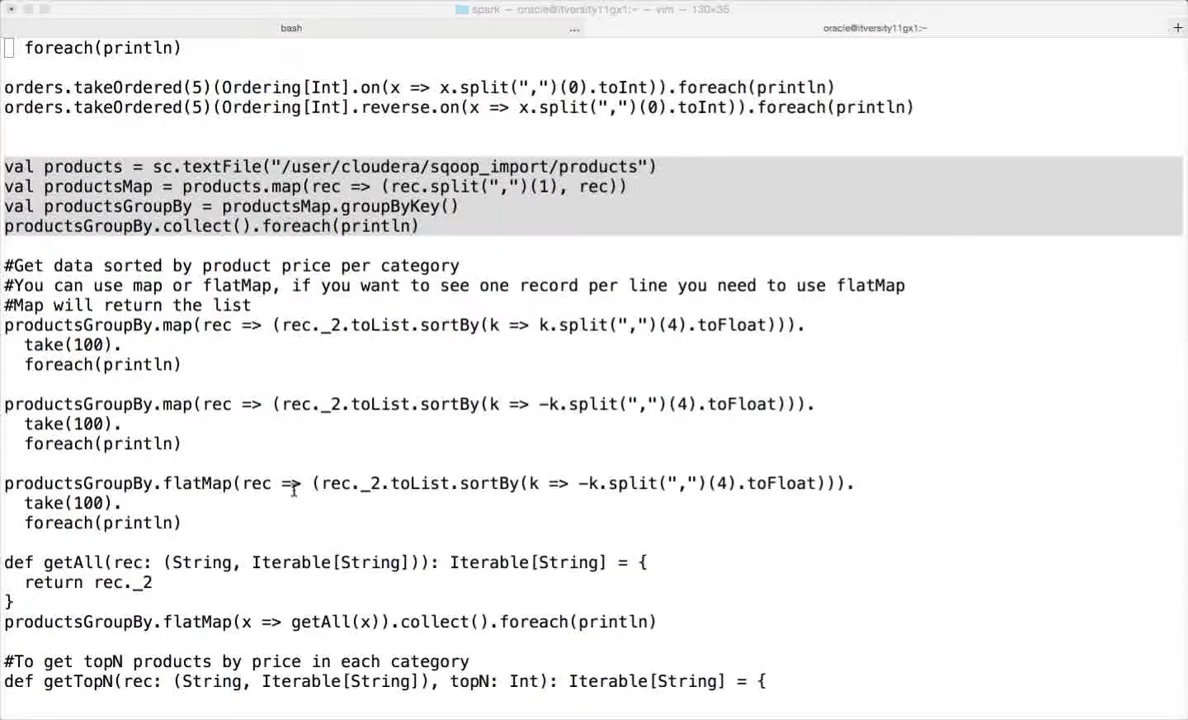 spark — oracle@itversity11gx1:~ — vim — 130×35
bash ... oracle@itversity11gx1:~ +
foreach(println)
orders.takeOrdered(5)(Ordering[Int].on(x => x.split(",")(0).toInt)).foreach(println)
orders.takeOrdered(5)(Ordering[Int].reverse.on(x => x.split(",")(0).toInt)).foreach(println)
val products = sc.textFile("/user/cloudera/sqoop_import/products")
val productsMap = products.map(rec => (rec.split(",")(1), rec))
val productsGroupBy = productsMap.groupByKey()
productsGroupBy.collect().foreach(println)
#Get data sorted by product price per category
#You can use map or flatMap, if you want to see one record per line you need to use flatMap
#Map will return the list
productsGroupBy.map(rec => (rec._2.toList.sortBy(k => k.split(",")(4).toFloat))).
take(100).
foreach(println)
productsGroupBy.map(rec => (rec._2.toList.sortBy(k => -k.split(",")(4).toFloat))).
take(100).
foreach(println)
productsGroupBy.flatMap(rec => (rec._2.toList.sortBy(k => -k.split(",")(4).toFloat))).
take(100).
foreach(println)
def getAll(rec: (String, Iterable[String])): Iterable[String] = {
return rec._2
}
productsGroupBy.flatMap(x => getAll(x)).collect().foreach(println)
#To get topN products by price in each category
def getTopN(rec: (String, Iterable[String]), topN: Int): Iterable[String] = {